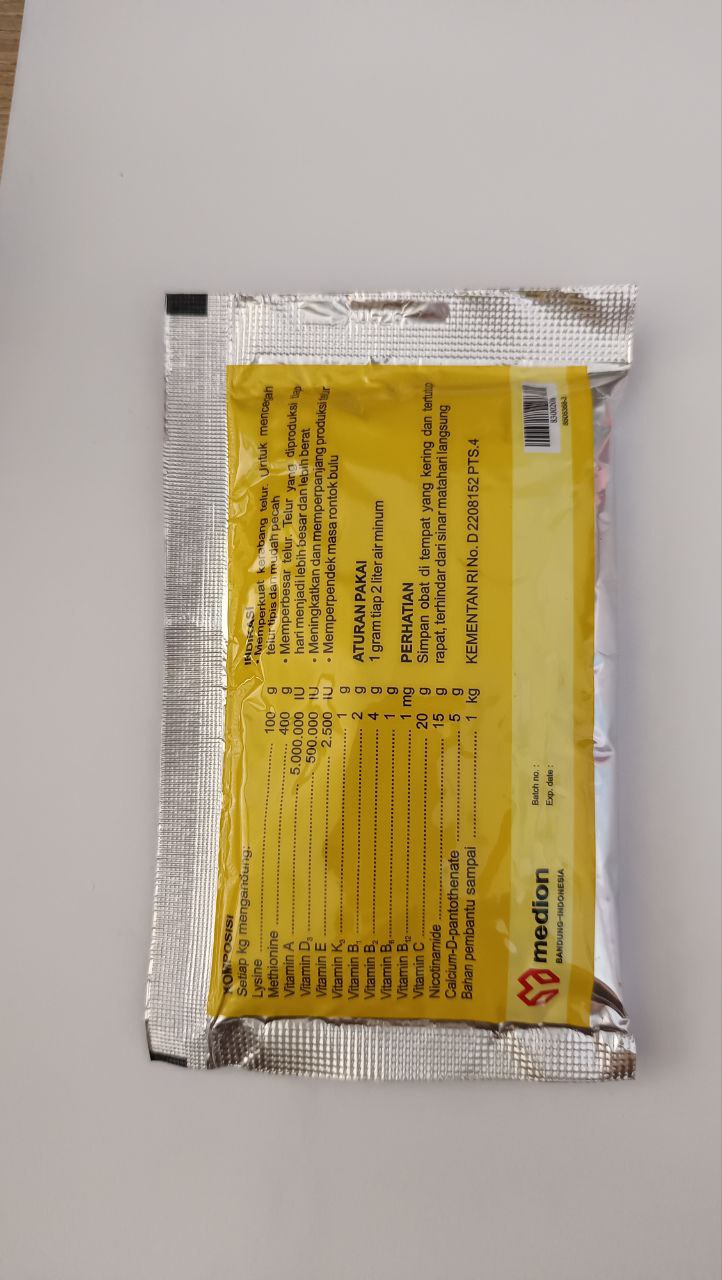 KOMPOSISI
Setiap kg mengandung:
Lysine 100 g
Methionine 400 g
Vitamin A 5.000.000 IU
Vitamin D3 500.000 IU
Vitamin E 2.500 IU
Vitamin K3 1 g
Vitamin B1 2 g
Vitamin B2 4 g
Vitamin B6 1 g
Vitamin B12 1 mg
Vitamin C 20 g
Nicotinamide 15 g
Calcium-D-pantothenate 5 g
Bahan pembantu sampai 1 kg
INDIKASI
• Memperkuat kerabang telur. Untuk mencegah
telur tipis dan mudah pecah
• Memperbesar telur. Telur yang diproduksi tiap
hari menjadi lebih besar dan lebih berat
• Meningkatkan dan memperpanjang produksi telur
• Memperpendek masa rontok bulu
ATURAN PAKAI
1 gram tiap 2 liter air minum
PERHATIAN
Simpan obat di tempat yang kering dan tertutup
rapat, terhindar dari sinar matahari langsung
KEMENTAN RI No. D 2208152 PTS.4
medion
BANDUNG-INDONESIA
Batch no. :
Exp. date :